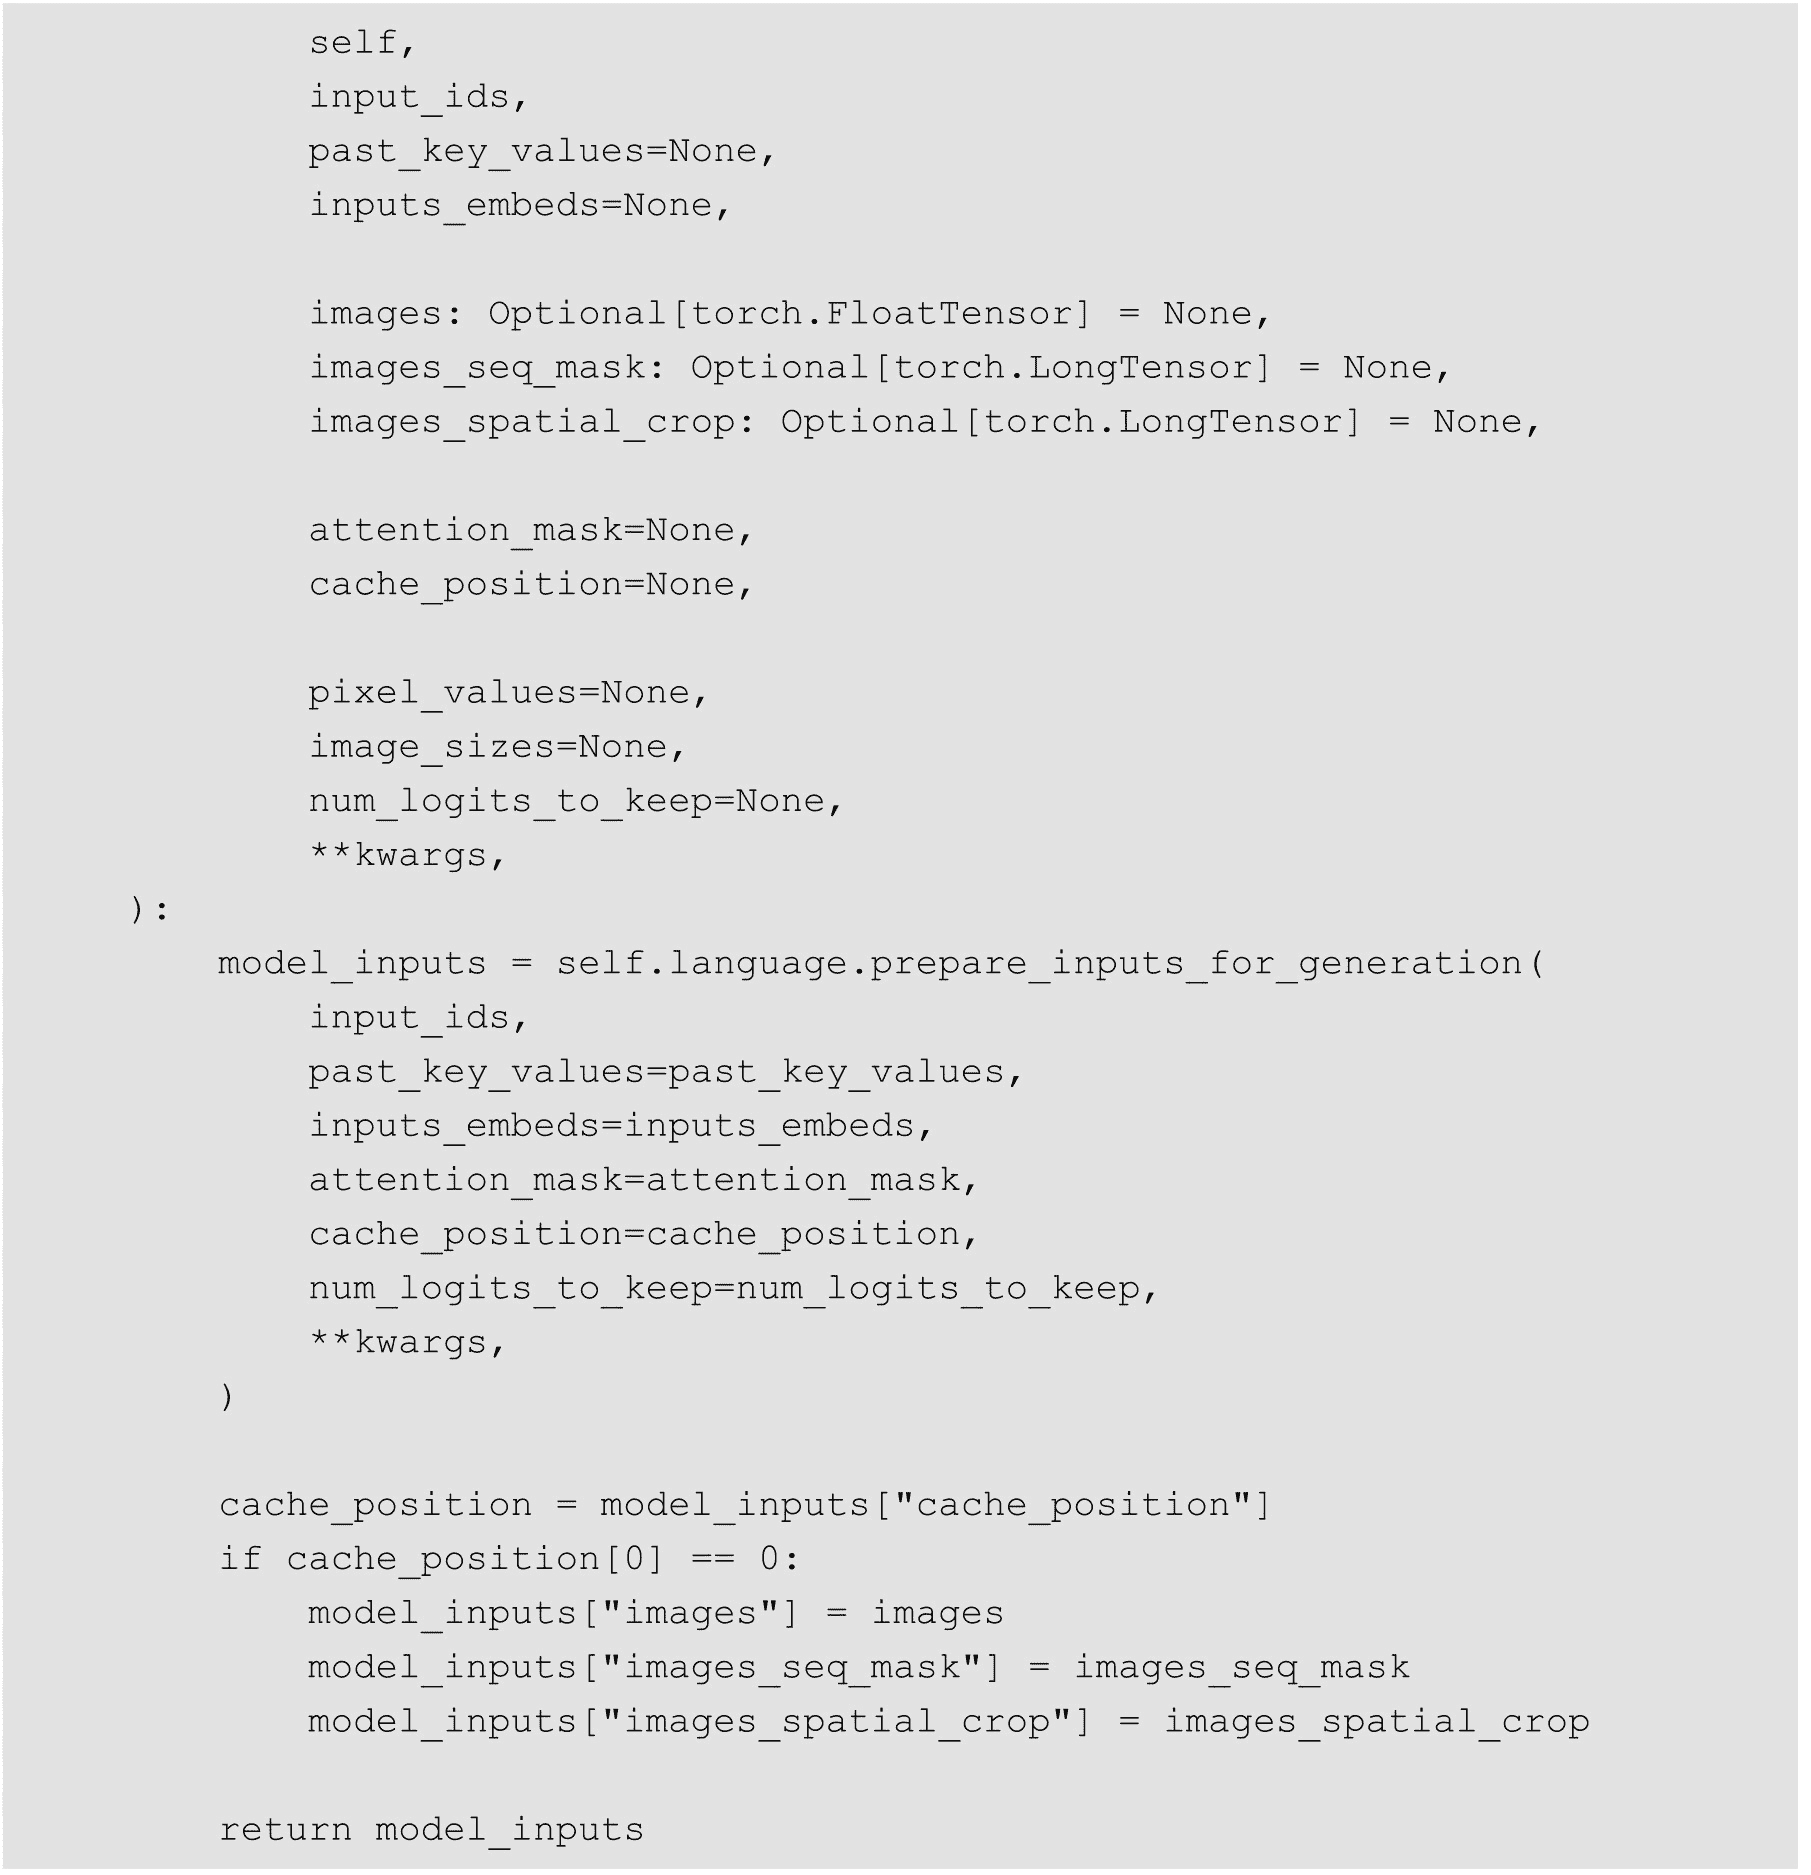 self,
input_ids,
past_key_values=None,
inputs_embeds=None,
images: Optional[torch.FloatTensor] = None,
images_seq_mask: Optional[torch.LongTensor] = None,
images_spatial_crop: Optional[torch.LongTensor] = None,
attention_mask=None,
cache_position=None,
pixel_values=None,
image_sizes=None,
num_logits_to_keep=None,
**kwargs,
):
model_inputs = self.language.prepare_inputs_for_generation(
input_ids,
past_key_values=past_key_values,
inputs_embeds=inputs_embeds,
attention_mask=attention_mask,
cache_position=cache_position,
num_logits_to_keep=num_logits_to_keep,
**kwargs,
)
cache_position = model_inputs["cache_position"]
if cache_position[0] == 0:
model_inputs["images"] = images
model_inputs["images_seq_mask"] = images_seq_mask
model_inputs["images_spatial_crop"] = images_spatial_crop
return model_inputs